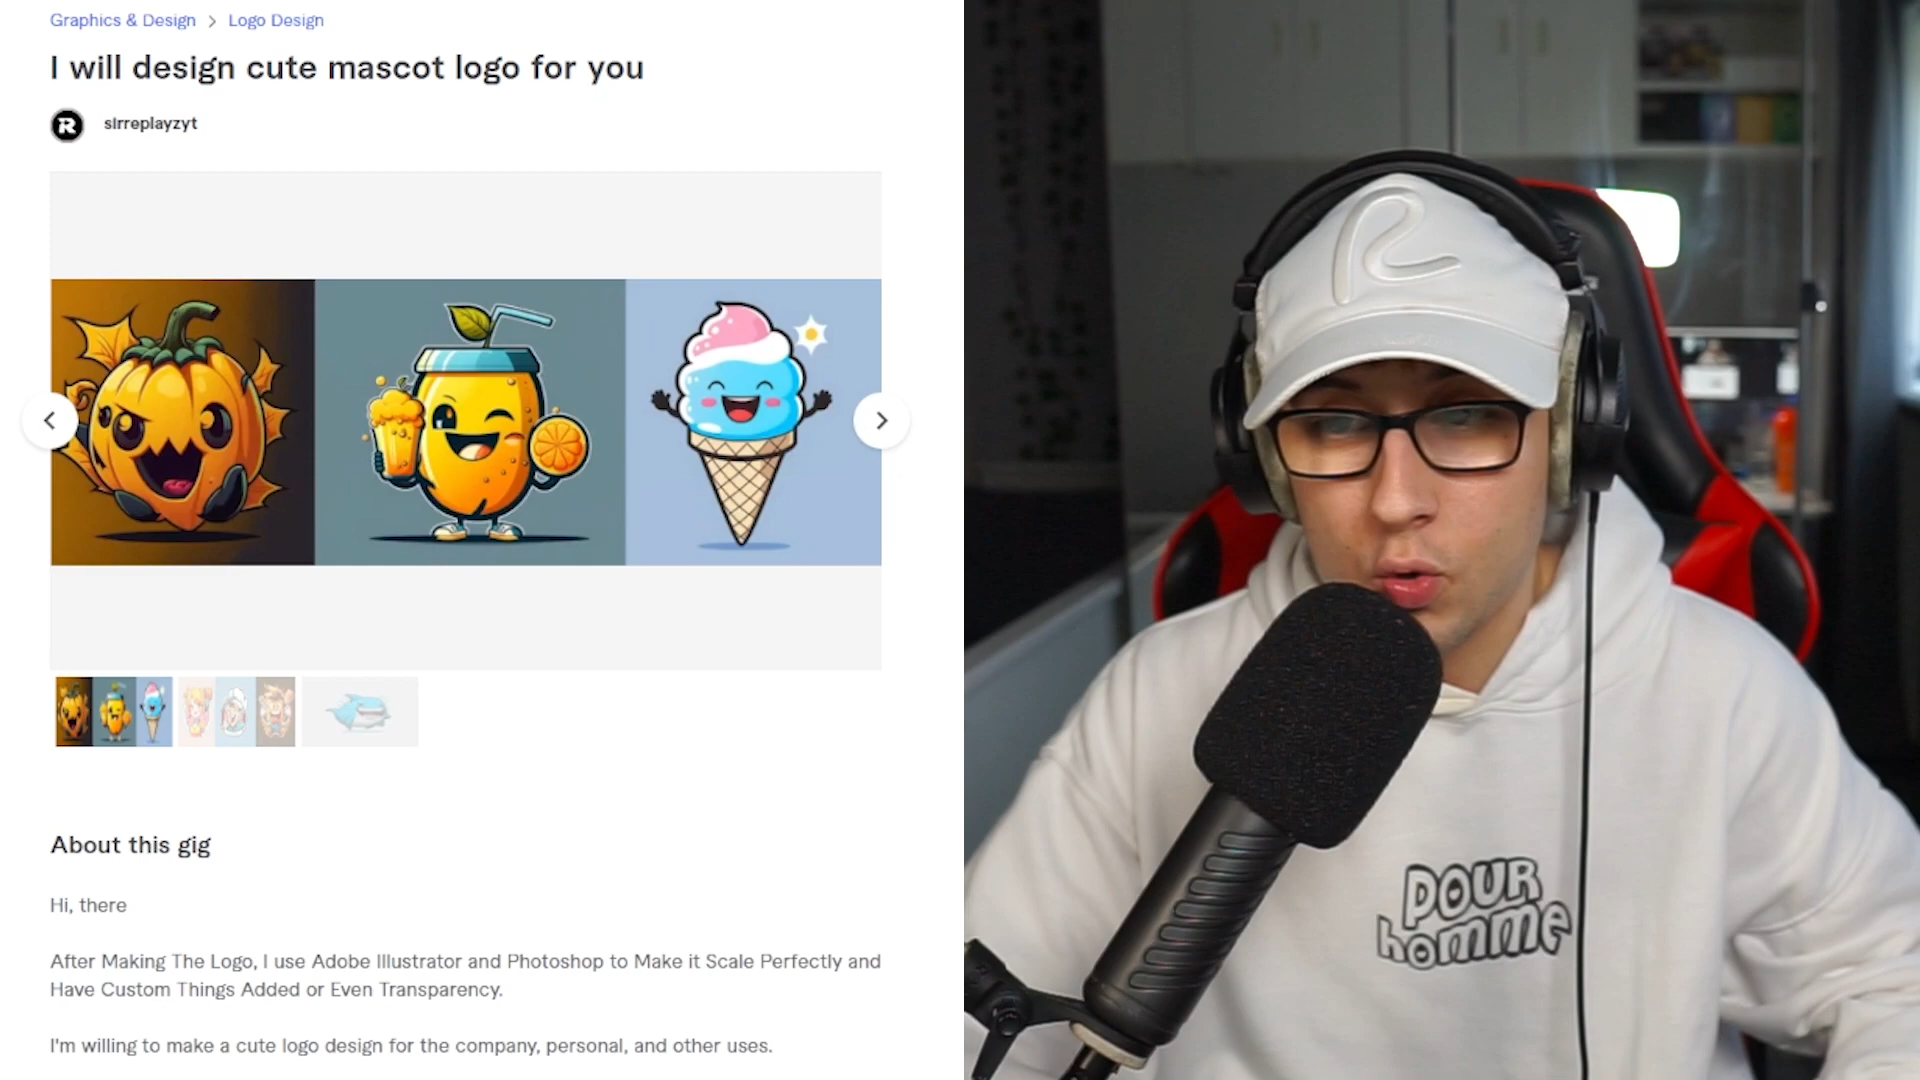 Graphics & Design > Logo Design
I will design cute mascot logo for you
R
sirreplayzyt
About this gig
Hi, there
After Making The Logo, I use Adobe Illustrator and Photoshop to Make it Scale Perfectly and
Have Custom Things Added or Even Transparency.
I'm willing to make a cute logo design for the company, personal, and other uses.
R
POUR
homme